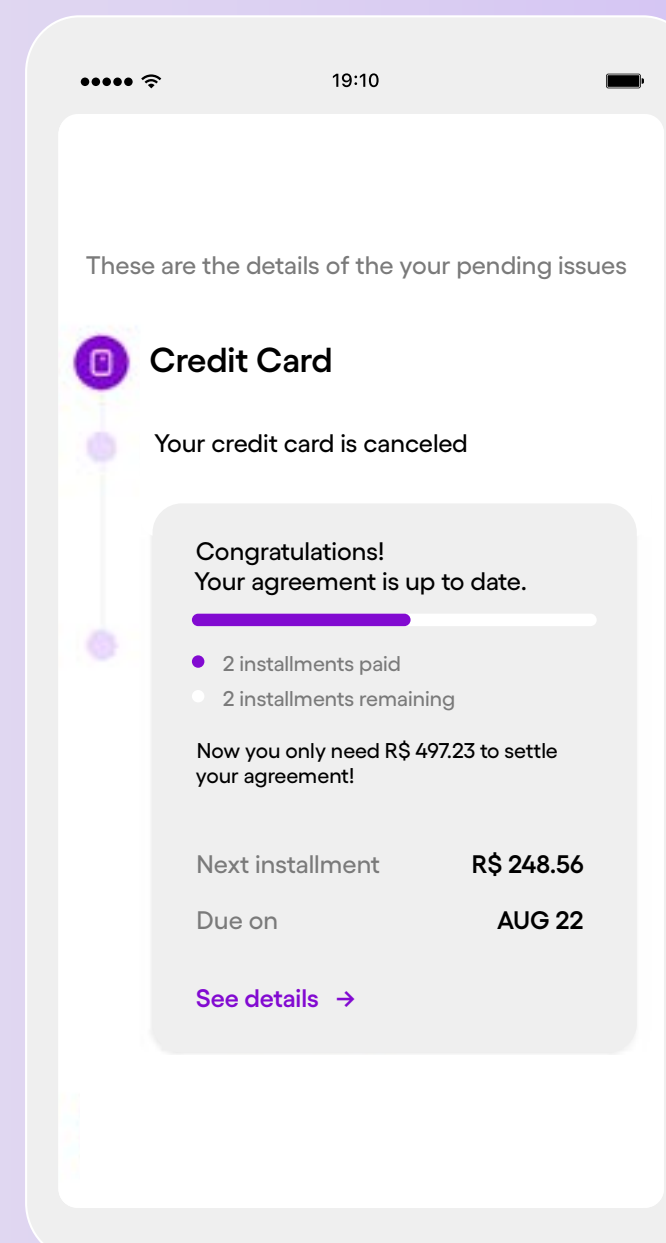 19:10
These are the details of the your pending issues
Credit Card
Your credit card is canceled
Congratulations!
Your agreement is up to date.
2 installments paid
2 installments remaining
Now you only need R$ 497.23 to settle
your agreement!
Next installment R$ 248.56
Due on AUG 22
See details →